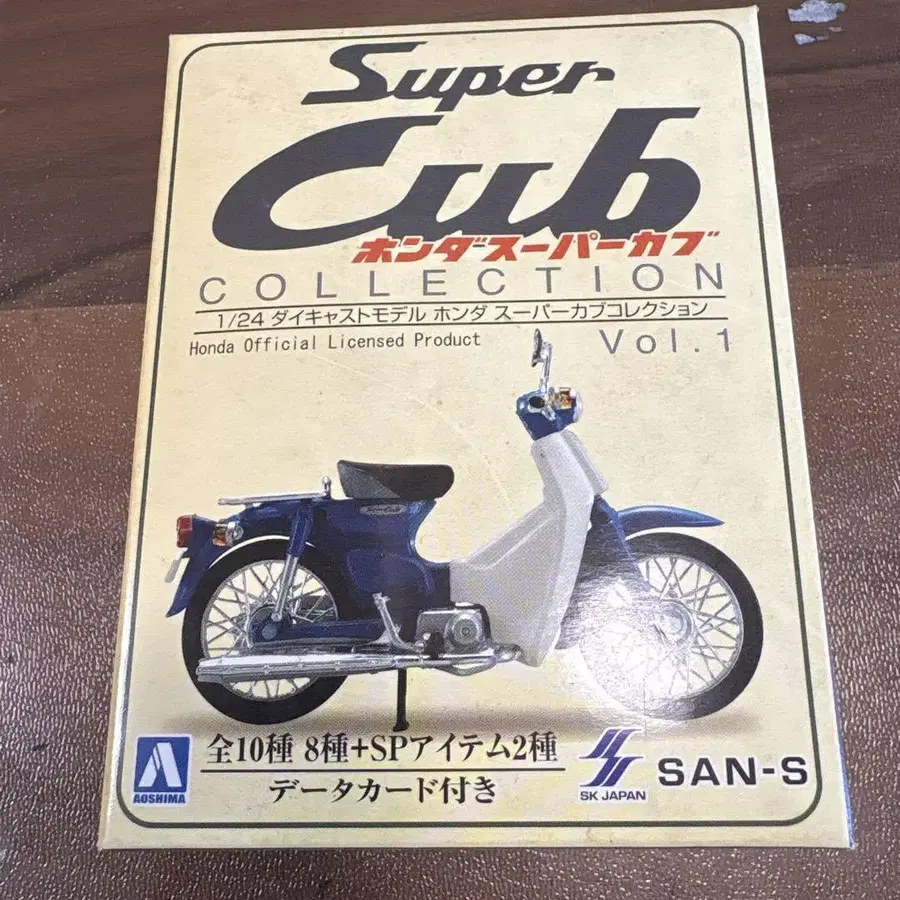 Super
Cub
ホンダスーパーカブ
COLLECTION
1/24 ダイキャストモデル ホンダ スーパーカブコレクション
Honda Official Licensed Product
Vol.1
全10種 8種+SPアイテム2種
データカード付き
AOSHIMA
SK JAPAN
SAN-S